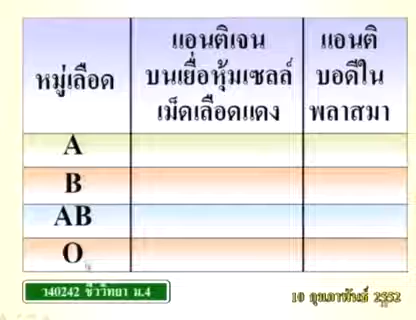 หมู่เลือด
แอนติเจน
บนเยื่อหุ้มเซลล์
เม็ดเลือดแดง
แอนติ
บอดีใน
พลาสมา
A
B
AB
O
ว40242 ชีววิทยา ม.4
10 กุมภาพันธ์ 2552